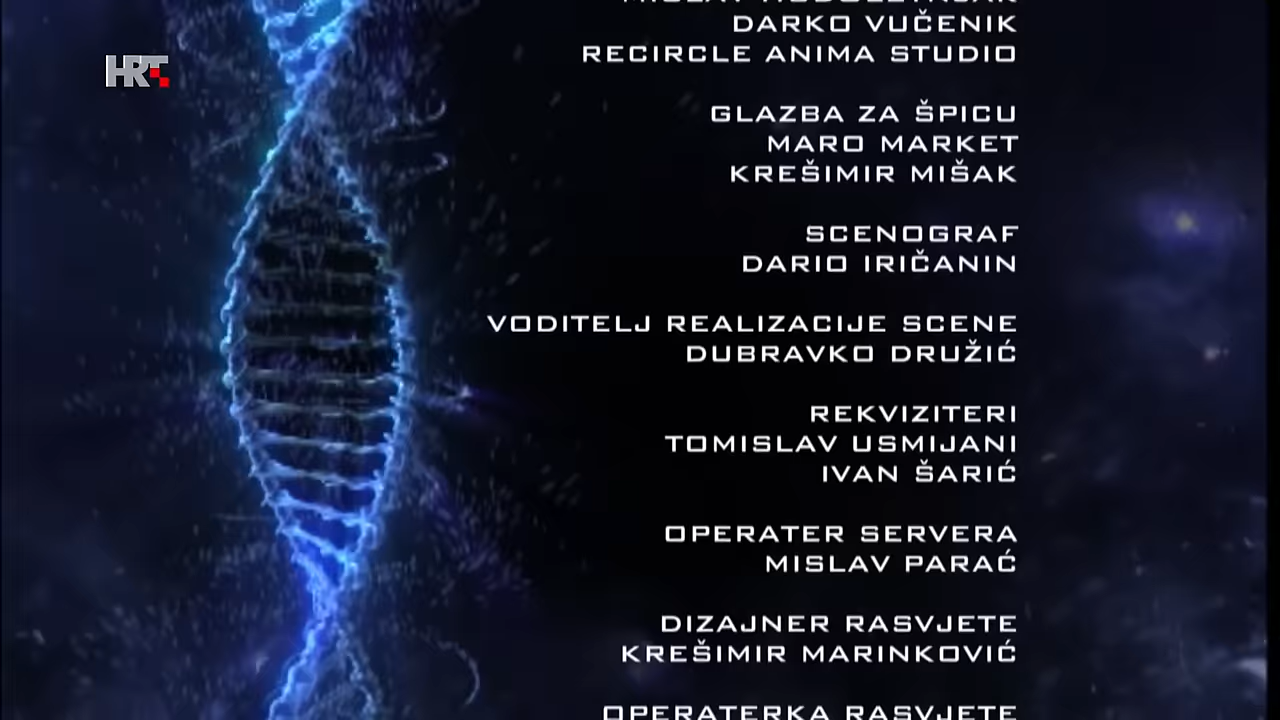 HRT
DARKO VUČENIK
RECIRCLE ANIMA STUDIO
GLAZBA ZA ŠPICU
MARO MARKET
KREŠIMIR MIŠAK
SCENOGRAF
DARIO IRIČANIN
VODITELJ REALIZACIJE SCENE
DUBRAVKO DRUŽIĆ
REKVIZITERI
TOMISLAV USMIJANI
IVAN ŠARIĆ
OPERATER SERVERA
MISLAV PARAĆ
DIZAJNER RASVJETE
KREŠIMIR MARINKOVIĆ
OPERATERKA RASVJETE